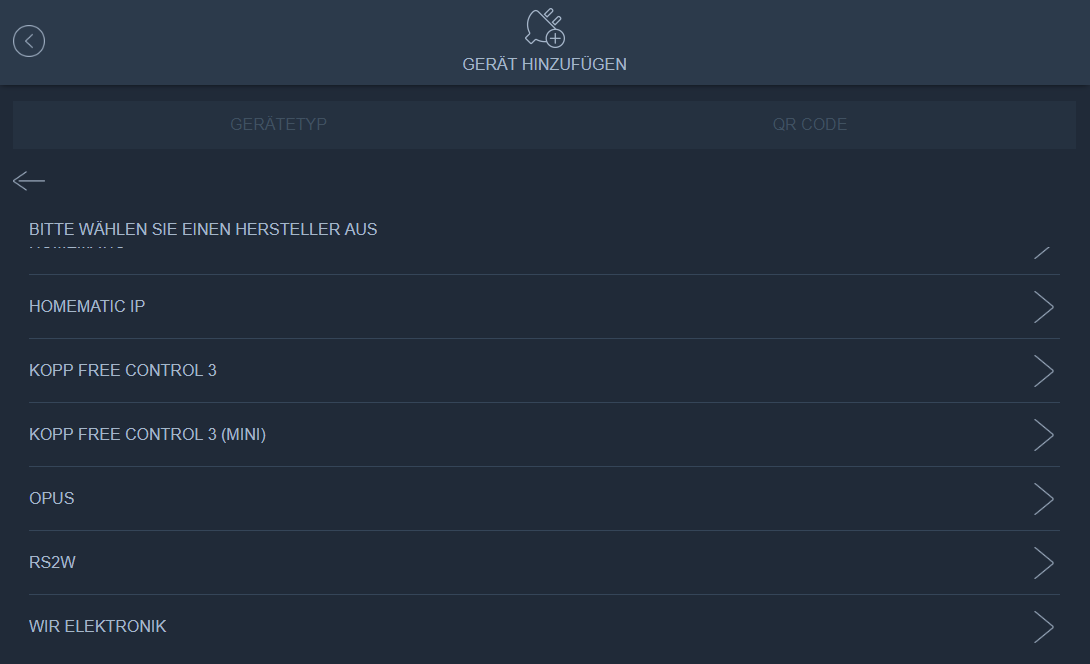 GERÄT HINZUFÜGEN
GERÄTETYP
QR CODE
BITTE WÄHLEN SIE EINEN HERSTELLER AUS
HOMEMATIC IP
KOPP FREE CONTROL 3
KOPP FREE CONTROL 3 (MINI)
OPUS
RS2W
WIR ELEKTRONIK